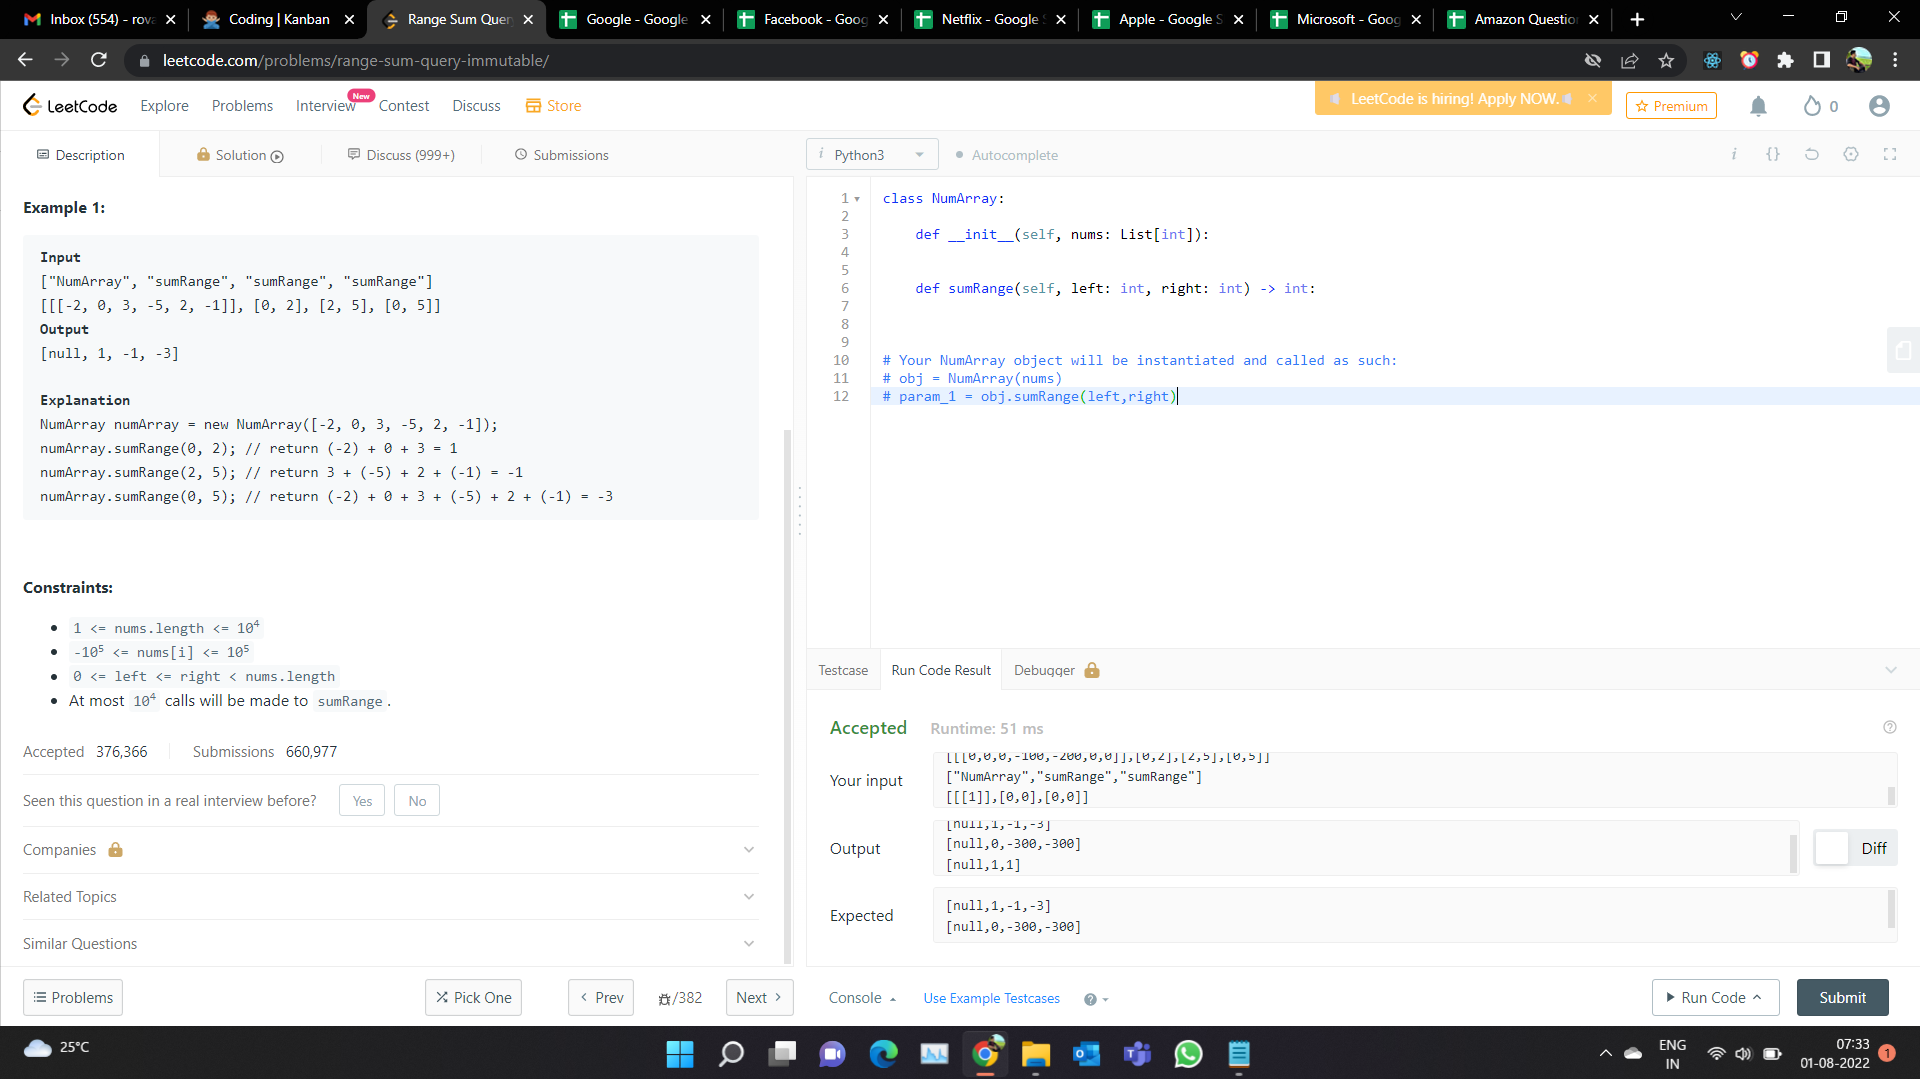 Inbox (554) - rova
Coding | Kanban
Range Sum Quer
Google - Google
Facebook - Goog
Netflix - Google S
Apple - Google S
Microsoft - Goog
Amazon Question
leetcode.com/problems/range-sum-query-immutable/
LeetCode
Explore
Problems
Interview
New
Contest
Discuss
Store
LeetCode is hiring! Apply NOW.
Premium
0
Description
Solution
Discuss (999+)
Submissions
i Python3
Autocomplete
Example 1:
Input
["NumArray", "sumRange", "sumRange", "sumRange"]
[[[-2, 0, 3, -5, 2, -1]], [0, 2], [2, 5], [0, 5]]
Output
[null, 1, -1, -3]
Explanation
NumArray numArray = new NumArray([-2, 0, 3, -5, 2, -1]);
numArray.sumRange(0, 2); // return (-2) + 0 + 3 = 1
numArray.sumRange(2, 5); // return 3 + (-5) + 2 + (-1) = -1
numArray.sumRange(0, 5); // return (-2) + 0 + 3 + (-5) + 2 + (-1) = -3
Constraints:
1 <= nums.length <= 10⁴
-10⁵ <= nums[i] <= 10⁵
0 <= left <= right < nums.length
At most 10⁴ calls will be made to sumRange.
Accepted 376,366
Submissions 660,977
Seen this question in a real interview before?
Yes
No
Companies
Related Topics
Similar Questions
Problems
Pick One
Prev
/382
Next
1 class NumArray:
2
3 def __init__(self, nums: List[int]):
4
5
6 def sumRange(self, left: int, right: int) -> int:
7
8
9
10 # Your NumArray object will be instantiated and called as such:
11 # obj = NumArray(nums)
12 # param_1 = obj.sumRange(left,right)
Testcase
Run Code Result
Debugger
Accepted
Runtime: 51 ms
Your input
[[[0,0,0,-100,-200,0,0]],[0,2],[2,5],[0,5]]
["NumArray","sumRange","sumRange"]
[[[1]],[0,0],[0,0]]
Output
[null,1,-1,-3]
[null,0,-300,-300]
[null,1,1]
Diff
Expected
[null,1,-1,-3]
[null,0,-300,-300]
Console
Use Example Testcases
Run Code
Submit
25°C
ENG
IN
07:33
01-08-2022
1